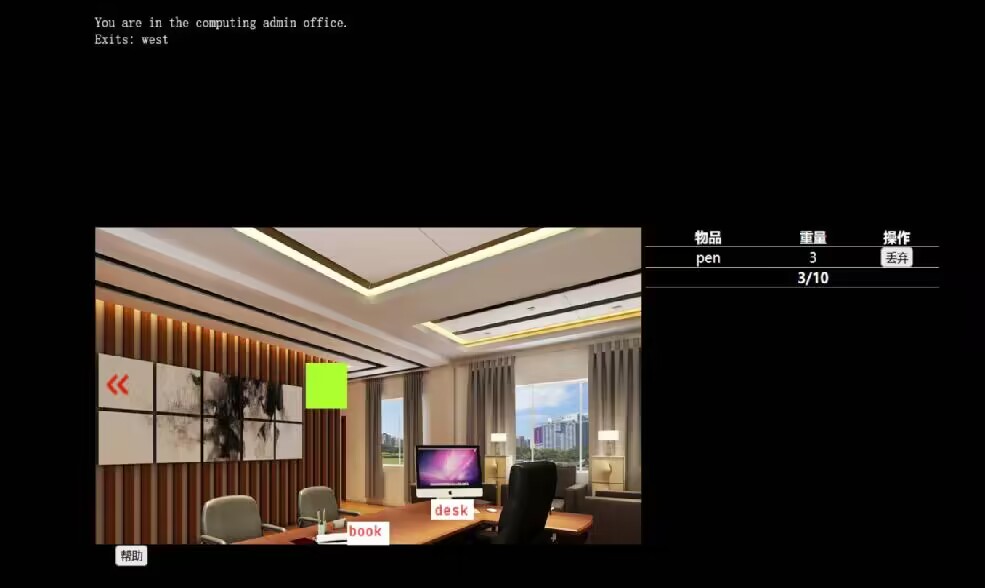 You are in the computing admin office.
Exits: west
物品 重量 操作
pen 3 丢弃
3/10
«
desk
book
帮助